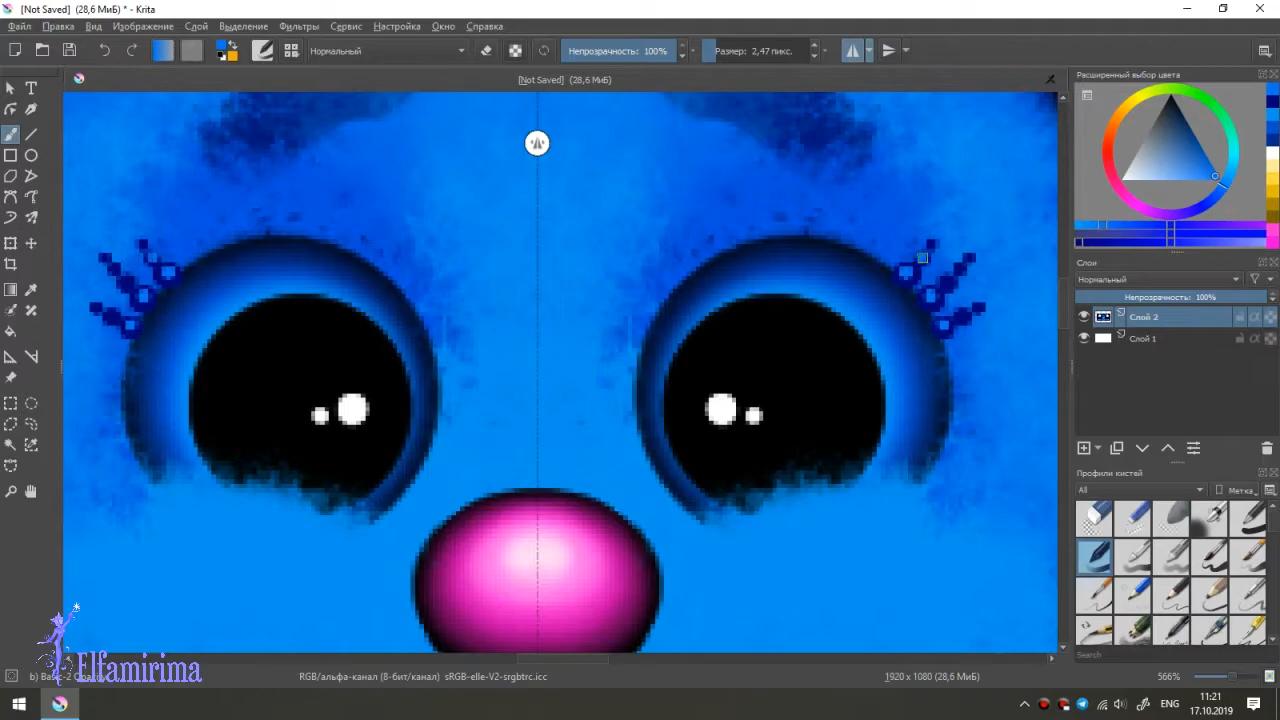 [Not Saved] (28,6 МиБ) * - Krita
Файл Правка Вид Изображение Слой Выделение Фильтры Сервис Настройка Окно Справка
Нормальный Непрозрачность: 100% Размер: 2,47 пикс.
[Not Saved] (28,6 МиБ)
Расширенный выбор цвета
Слои
Нормальный
Непрозрачность: 100%
Слой 2
Слой 1
Профили кистей
All Метка
Search
Elfamirima
RGB/альфа-канал (8-бит/канал) sRGB-elle-V2-srgbtrc.icc 1920 x 1080 (28,6 МиБ) 566%
ENG 11:21
17.10.2019